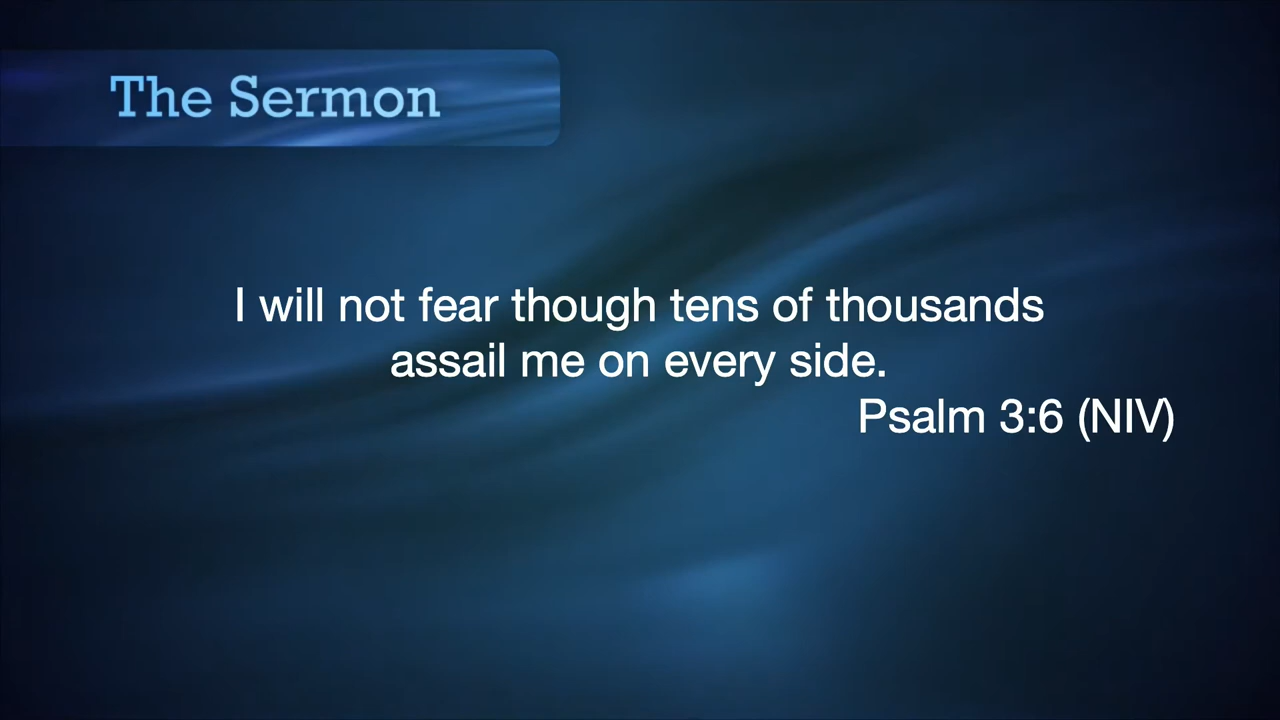 The Sermon
I will not fear though tens of thousands
assail me on every side.
Psalm 3:6 (NIV)